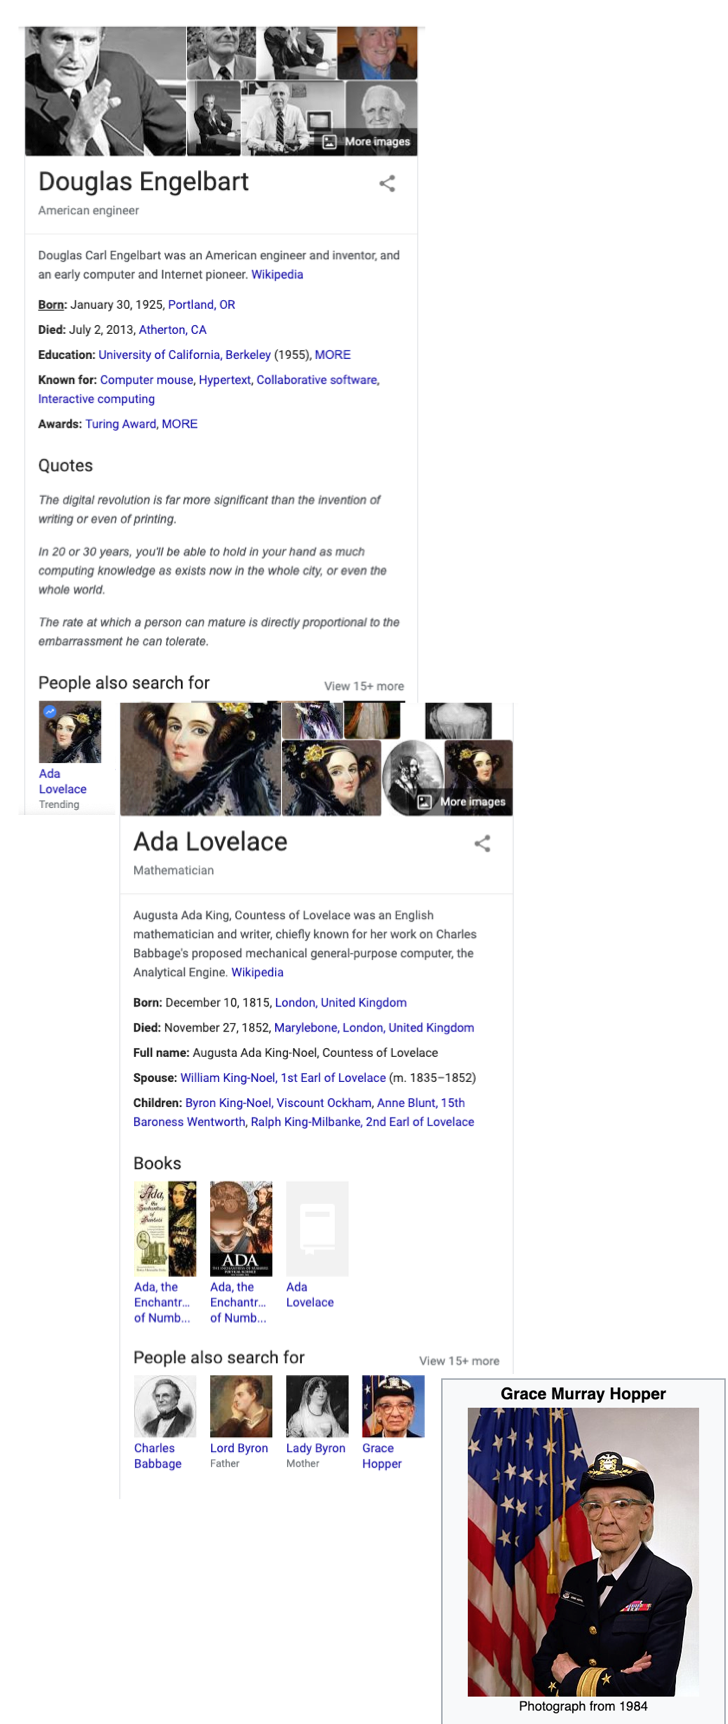 More images
Douglas Engelbart
American engineer
Douglas Carl Engelbart was an American engineer and inventor, and
an early computer and Internet pioneer. Wikipedia
Born: January 30, 1925, Portland, OR
Died: July 2, 2013, Atherton, CA
Education: University of California, Berkeley (1955), MORE
Known for: Computer mouse, Hypertext, Collaborative software,
Interactive computing
Awards: Turing Award, MORE
Quotes
The digital revolution is far more significant than the invention of
writing or even of printing.
In 20 or 30 years, you'll be able to hold in your hand as much
computing knowledge as exists now in the whole city, or even the
whole world.
The rate at which a person can mature is directly proportional to the
embarrassment he can tolerate.
People also search for
View 15+ more
Ada
Lovelace
Trending
More images
Ada Lovelace
Mathematician
Augusta Ada King, Countess of Lovelace was an English
mathematician and writer, chiefly known for her work on Charles
Babbage's proposed mechanical general-purpose computer, the
Analytical Engine. Wikipedia
Born: December 10, 1815, London, United Kingdom
Died: November 27, 1852, Marylebone, London, United Kingdom
Full name: Augusta Ada King-Noel, Countess of Lovelace
Spouse: William King-Noel, 1st Earl of Lovelace (m. 1835–1852)
Children: Byron King-Noel, Viscount Ockham, Anne Blunt, 15th
Baroness Wentworth, Ralph King-Milbanke, 2nd Earl of Lovelace
Books
Ada,
the
Enchantress
of
Numbers
ADA
Ada, the
Enchantr...
of Numb...
Ada, the
Enchantr...
of Numb...
Ada
Lovelace
People also search for
View 15+ more
Charles
Babbage
Lord Byron
Father
Lady Byron
Mother
Grace
Hopper
Grace Murray Hopper
Photograph from 1984